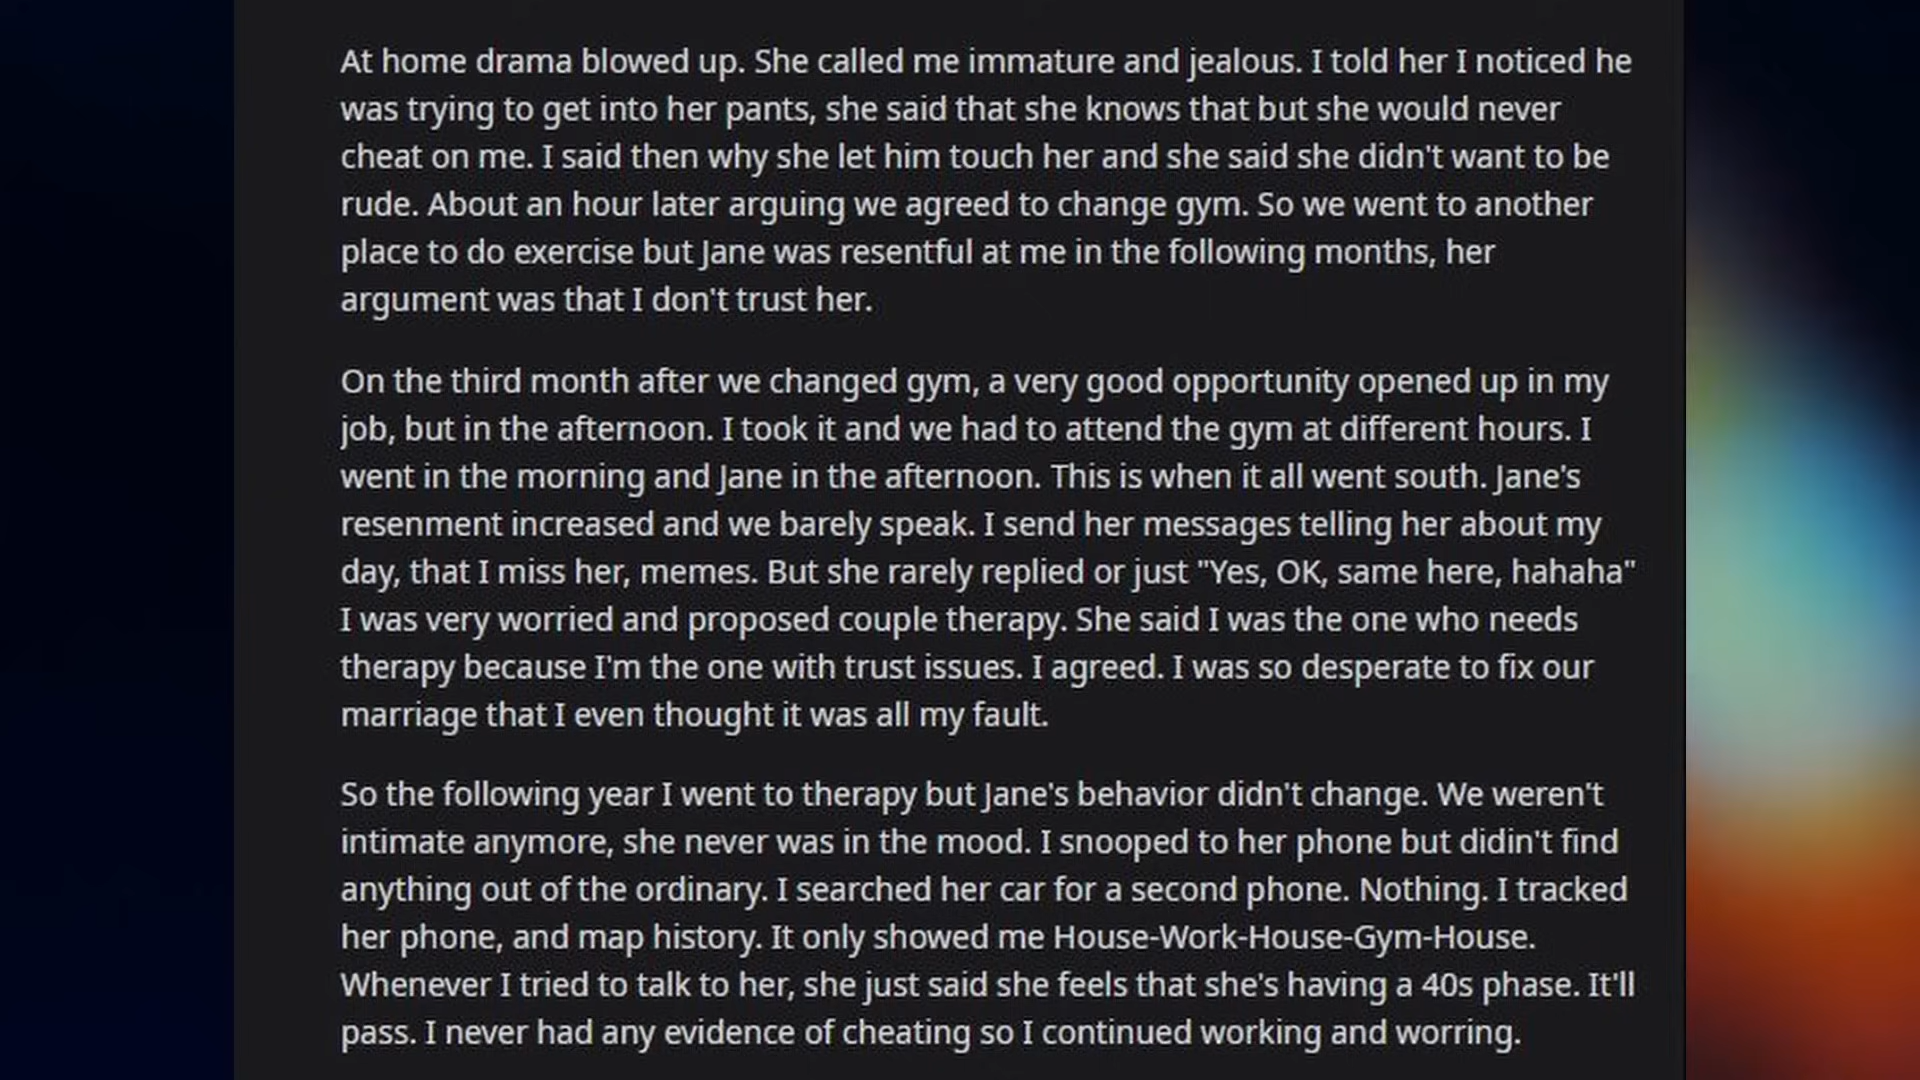 At home drama blowed up. She called me immature and jealous. I told her I noticed he
was trying to get into her pants, she said that she knows that but she would never
cheat on me. I said then why she let him touch her and she said she didn't want to be
rude. About an hour later arguing we agreed to change gym. So we went to another
place to do exercise but Jane was resentful at me in the following months, her
argument was that I don't trust her.
On the third month after we changed gym, a very good opportunity opened up in my
job, but in the afternoon. I took it and we had to attend the gym at different hours. I
went in the morning and Jane in the afternoon. This is when it all went south. Jane's
resenment increased and we barely speak. I send her messages telling her about my
day, that I miss her, memes. But she rarely replied or just "Yes, OK, same here, hahaha"
I was very worried and proposed couple therapy. She said I was the one who needs
therapy because I'm the one with trust issues. I agreed. I was so desperate to fix our
marriage that I even thought it was all my fault.
So the following year I went to therapy but Jane's behavior didn't change. We weren't
intimate anymore, she never was in the mood. I snooped to her phone but didin't find
anything out of the ordinary. I searched her car for a second phone. Nothing. I tracked
her phone, and map history. It only showed me House-Work-House-Gym-House.
Whenever I tried to talk to her, she just said she feels that she's having a 40s phase. It'll
pass. I never had any evidence of cheating so I continued working and worring.